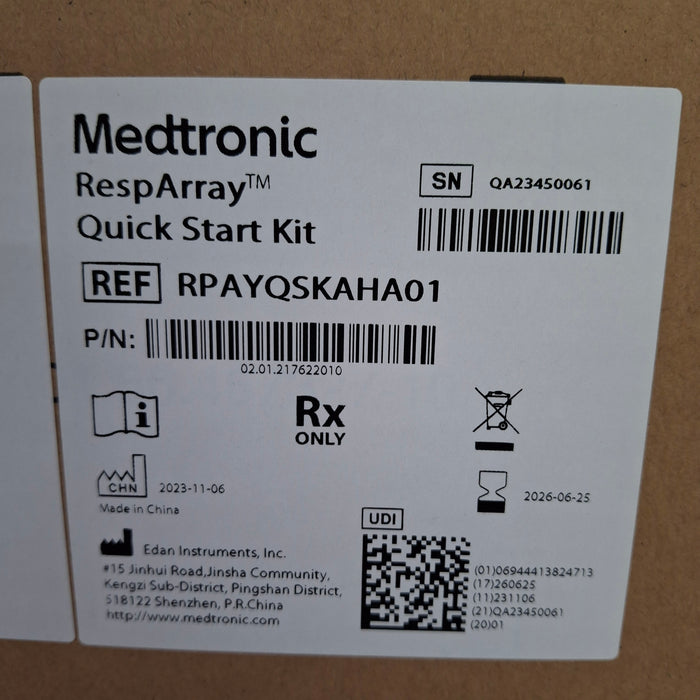 Medtronic
RespArray™
Quick Start Kit
SN QA23450061
REF RPAYQSKAHA01
P/N:
02.01.217622010
i
Rx
ONLY
CHN 2023-11-06
Made in China
2026-06-25
Edan Instruments, Inc.
#15 Jinhui Road,Jinsha Community,
Kengzi Sub-District, Pingshan District,
518122 Shenzhen, P.R.China
http://www.medtronic.com
UDI
(01)06944413824713
(17)260625
(11)231106
(21)QA23450061
(20)01